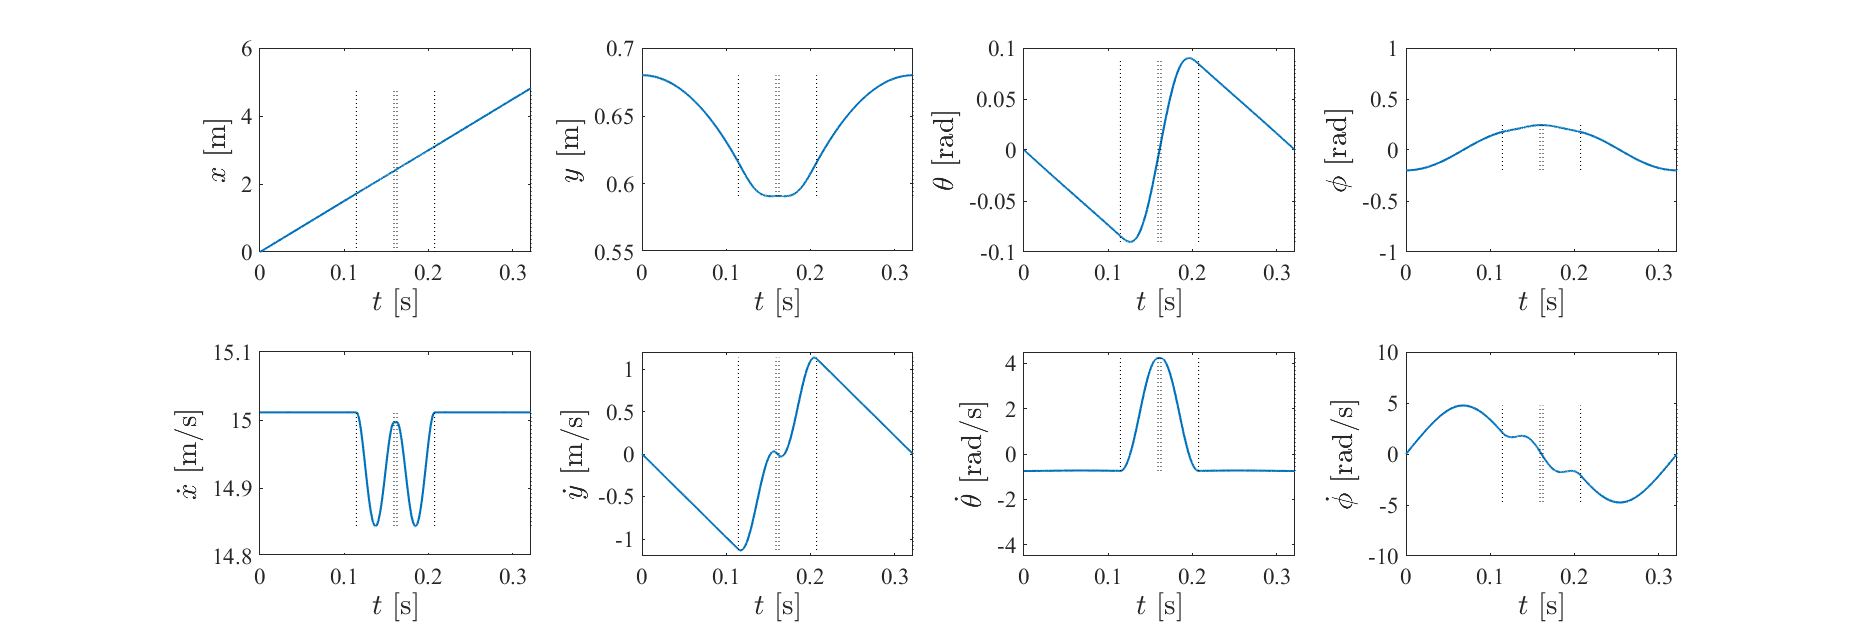 6
4
2
0
x [m]
0 0.1 0.2 0.3
t [s]
0.7
0.65
0.6
0.55
y [m]
0 0.1 0.2 0.3
t [s]
0.1
0.05
0
-0.05
-0.1
θ [rad]
0 0.1 0.2 0.3
t [s]
1
0.5
0
-0.5
-1
ϕ [rad]
0 0.1 0.2 0.3
t [s]
15.1
15
14.9
14.8
ẋ [m/s]
0 0.1 0.2 0.3
t [s]
1
0.5
0
-0.5
-1
ẏ [m/s]
0 0.1 0.2 0.3
t [s]
4
2
0
-2
-4
θ̇ [rad/s]
0 0.1 0.2 0.3
t [s]
10
5
0
-5
-10
ϕ̇ [rad/s]
0 0.1 0.2 0.3
t [s]